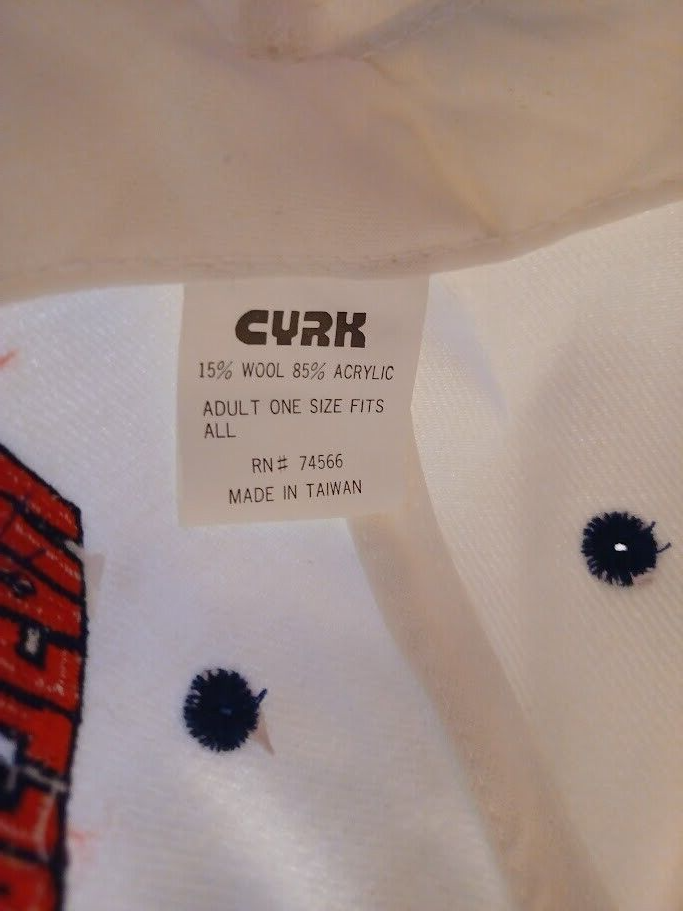 CYRK
15% WOOL 85% ACRYLIC
ADULT ONE SIZE FITS
ALL
RN# 74566
MADE IN TAIWAN